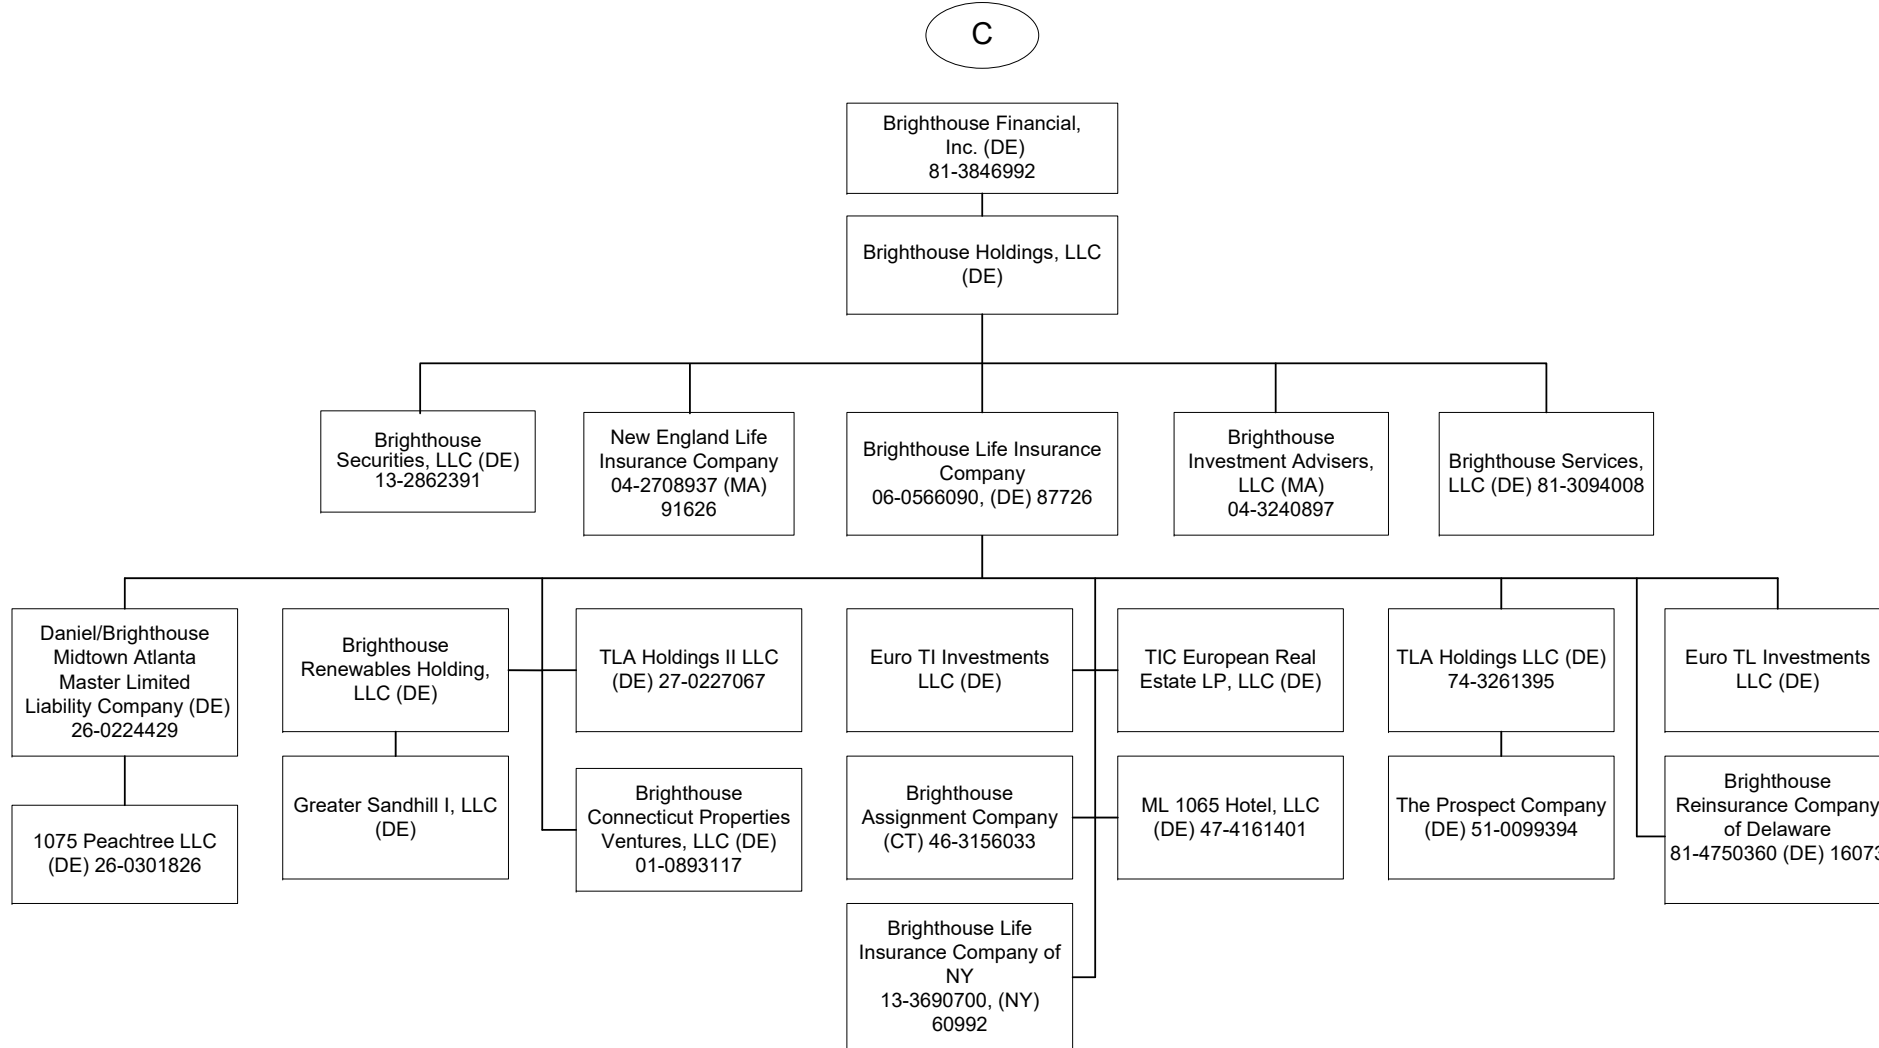 C
Brighthouse Financial,
Inc. (DE)
81-3846992
Brighthouse Holdings, LLC
(DE)
Brighthouse
Securities, LLC (DE)
13-2862391
New England Life
Insurance Company
04-2708937 (MA)
91626
Brighthouse Life Insurance
Company
06-0566090, (DE) 87726
Brighthouse
Investment Advisers,
LLC (MA)
04-3240897
Brighthouse Services,
LLC (DE) 81-3094008
Daniel/Brighthouse
Midtown Atlanta
Master Limited
Liability Company (DE)
26-0224429
Brighthouse
Renewables Holding,
LLC (DE)
TLA Holdings II LLC
(DE) 27-0227067
Euro TI Investments
LLC (DE)
TIC European Real
Estate LP, LLC (DE)
TLA Holdings LLC (DE)
74-3261395
Euro TL Investments
LLC (DE)
1075 Peachtree LLC
(DE) 26-0301826
Greater Sandhill I, LLC
(DE)
Brighthouse
Connecticut Properties
Ventures, LLC (DE)
01-0893117
Brighthouse
Assignment Company
(CT) 46-3156033
ML 1065 Hotel, LLC
(DE) 47-4161401
The Prospect Company
(DE) 51-0099394
Brighthouse
Reinsurance Company
of Delaware
81-4750360 (DE) 16073
Brighthouse Life
Insurance Company of
NY
13-3690700, (NY)
60992